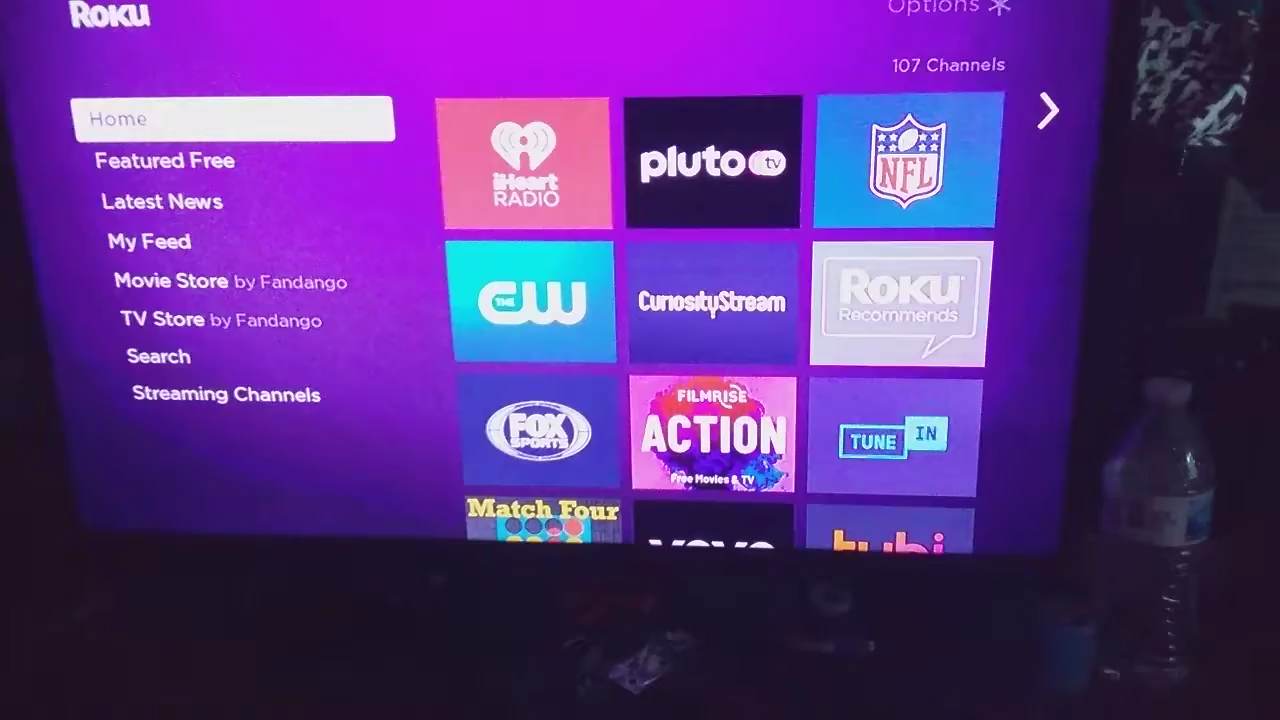 Roku
Options
107 Channels
Home
Featured Free
Latest News
My Feed
Movie Store by Fandango
TV Store by Fandango
Search
Streaming Channels
iHeart
RADIO
pluto tv
NFL
THE CW
CuriosityStream
Roku
Recommends
FOX
SPORTS
FILMRISE
ACTION
Free Movies & TV
TUNE IN
Match Four
vevo
tubi